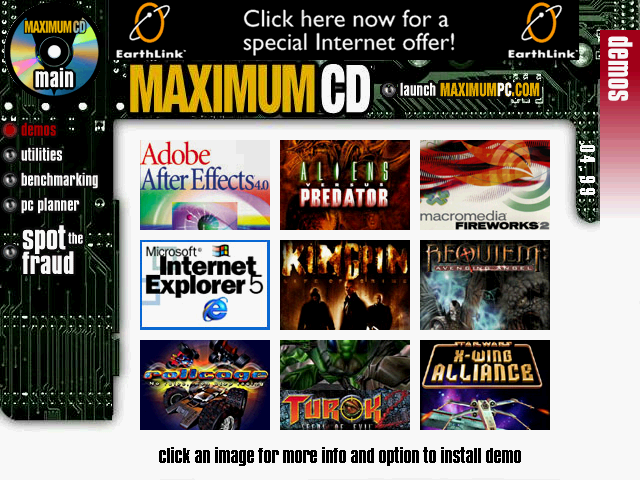 MAXIMUM CD
main
EarthLink
Click here now for a
special Internet offer!
EarthLink
demos
MAXIMUM CD
launch MAXIMUMPC.COM
demos
utilities
benchmarking
pc planner
spot the
fraud
04.99
Adobe
After Effects 4.0
ALIENS
VERSUS
PREDATOR
macromedia
FIREWORKS 2
Microsoft®
Internet
Explorer 5
KINGPIN
REQUIEM
AVENGING ANGEL
rollcage
TUROK 2
SEEDS OF EVIL
STAR WARS
X-WING
ALLIANCE
click an image for more info and option to install demo